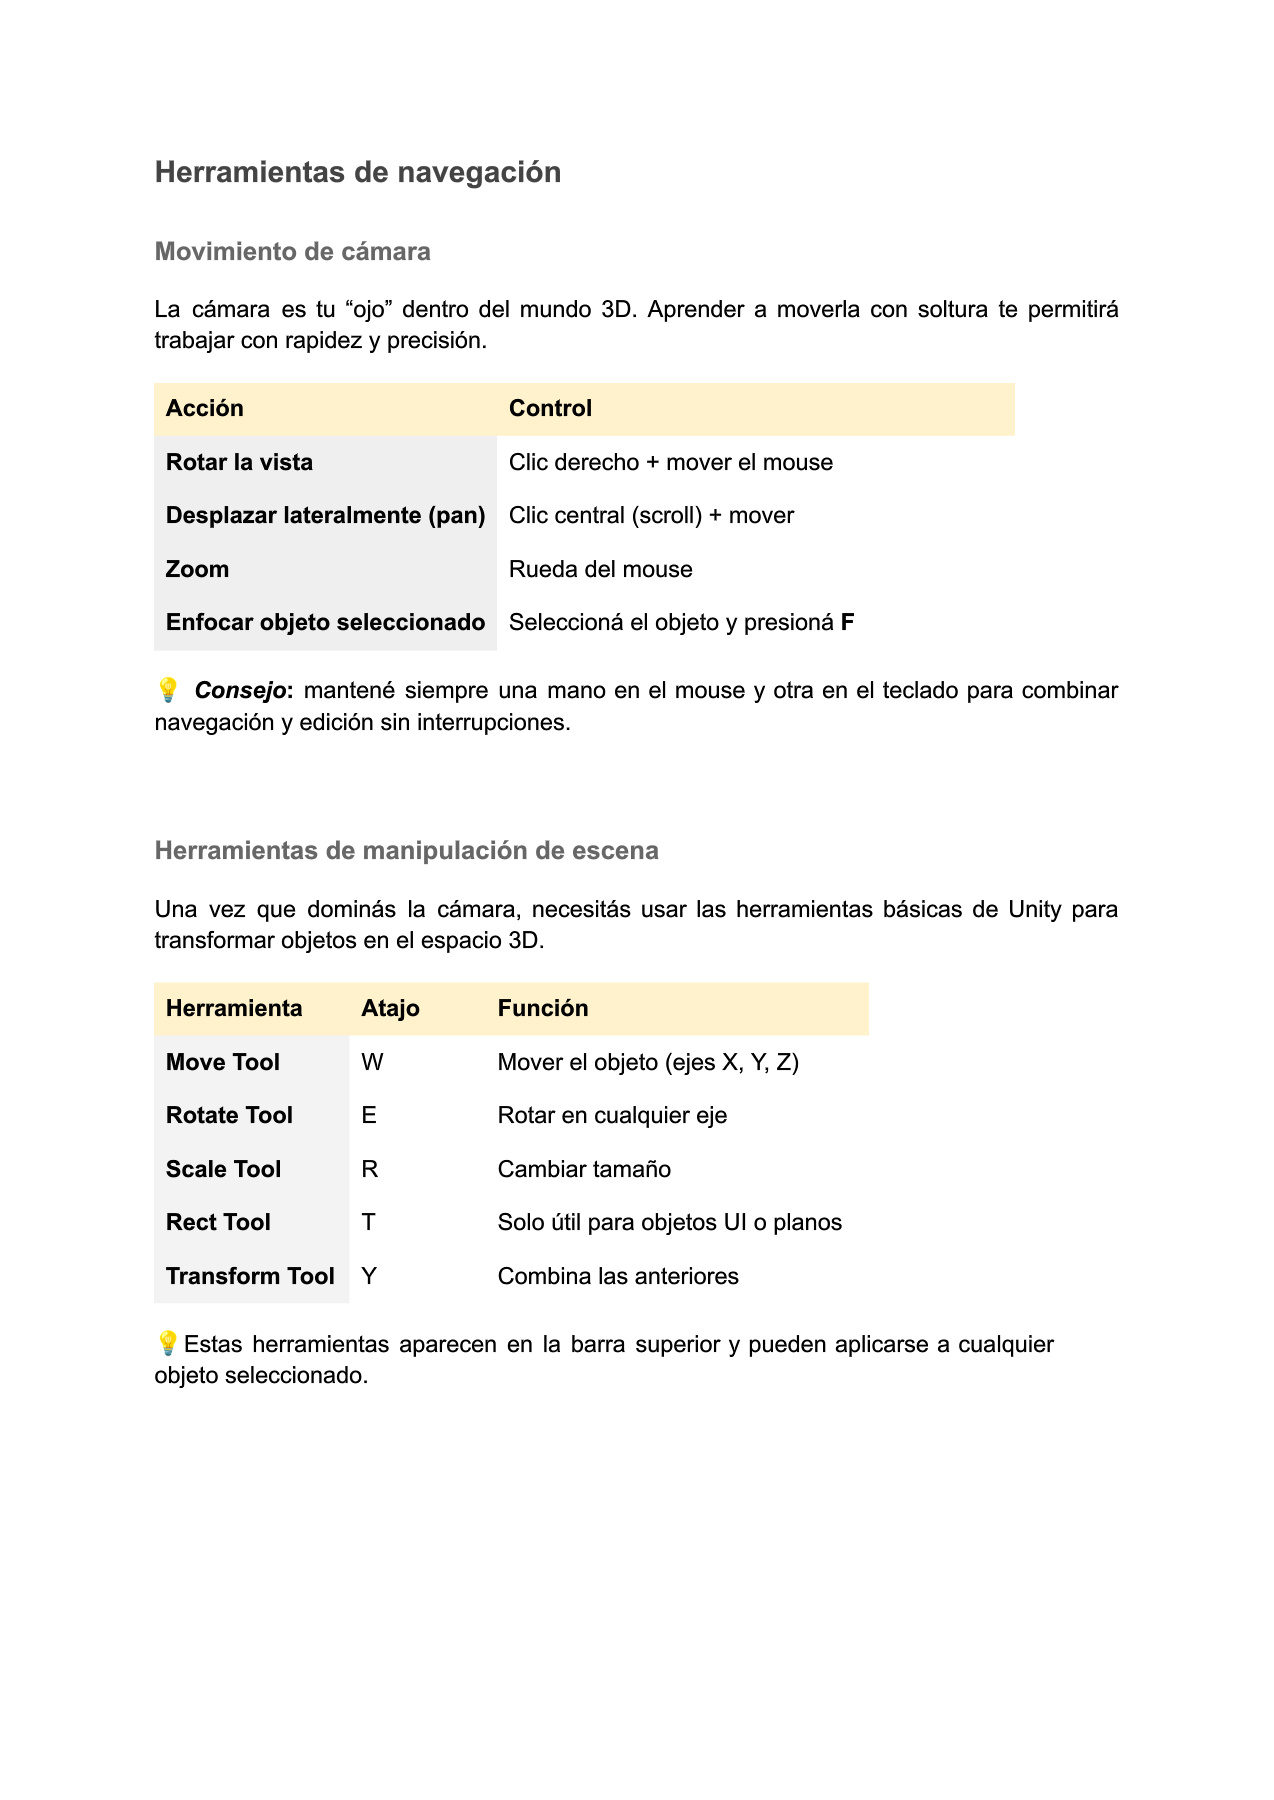 Herramientas de navegación
Movimiento de cámara
La cámara es tu “ojo” dentro del mundo 3D. Aprender a moverla con soltura te permitirá
trabajar con rapidez y precisión.
Acción Control
Rotar la vista Clic derecho + mover el mouse
Desplazar lateralmente (pan) Clic central (scroll) + mover
Zoom Rueda del mouse
Enfocar objeto seleccionado Seleccioná el objeto y presioná F
💡 Consejo: mantené siempre una mano en el mouse y otra en el teclado para combinar
navegación y edición sin interrupciones.
Herramientas de manipulación de escena
Una vez que dominás la cámara, necesitás usar las herramientas básicas de Unity para
transformar objetos en el espacio 3D.
Herramienta Atajo Función
Move Tool W Mover el objeto (ejes X, Y, Z)
Rotate Tool E Rotar en cualquier eje
Scale Tool R Cambiar tamaño
Rect Tool T Solo útil para objetos UI o planos
Transform Tool Y Combina las anteriores
💡Estas herramientas aparecen en la barra superior y pueden aplicarse a cualquier
objeto seleccionado.